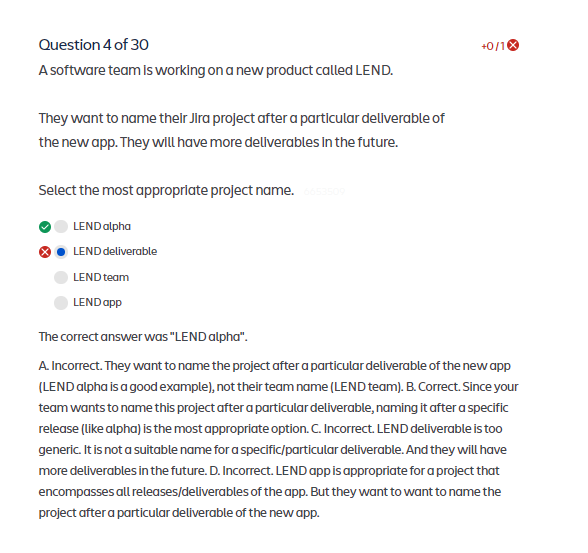 Question 4 of 30
+0/1
A software team is working on a new product called LEND.
They want to name their Jira project after a particular deliverable of
the new app. They will have more deliverables in the future.
Select the most appropriate project name.
LEND alpha
LEND deliverable
LEND team
LEND app
The correct answer was "LEND alpha".
A. Incorrect. They want to name the project after a particular deliverable of the new app
(LEND alpha is a good example), not their team name (LEND team). B. Correct. Since your
team wants to name this project after a particular deliverable, naming it after a specific
release (like alpha) is the most appropriate option. C. Incorrect. LEND deliverable is too
generic. It is not a suitable name for a specific/particular deliverable. And they will have
more deliverables in the future. D. Incorrect. LEND app is appropriate for a project that
encompasses all releases/deliverables of the app. But they want to want to name the
project after a particular deliverable of the new app.